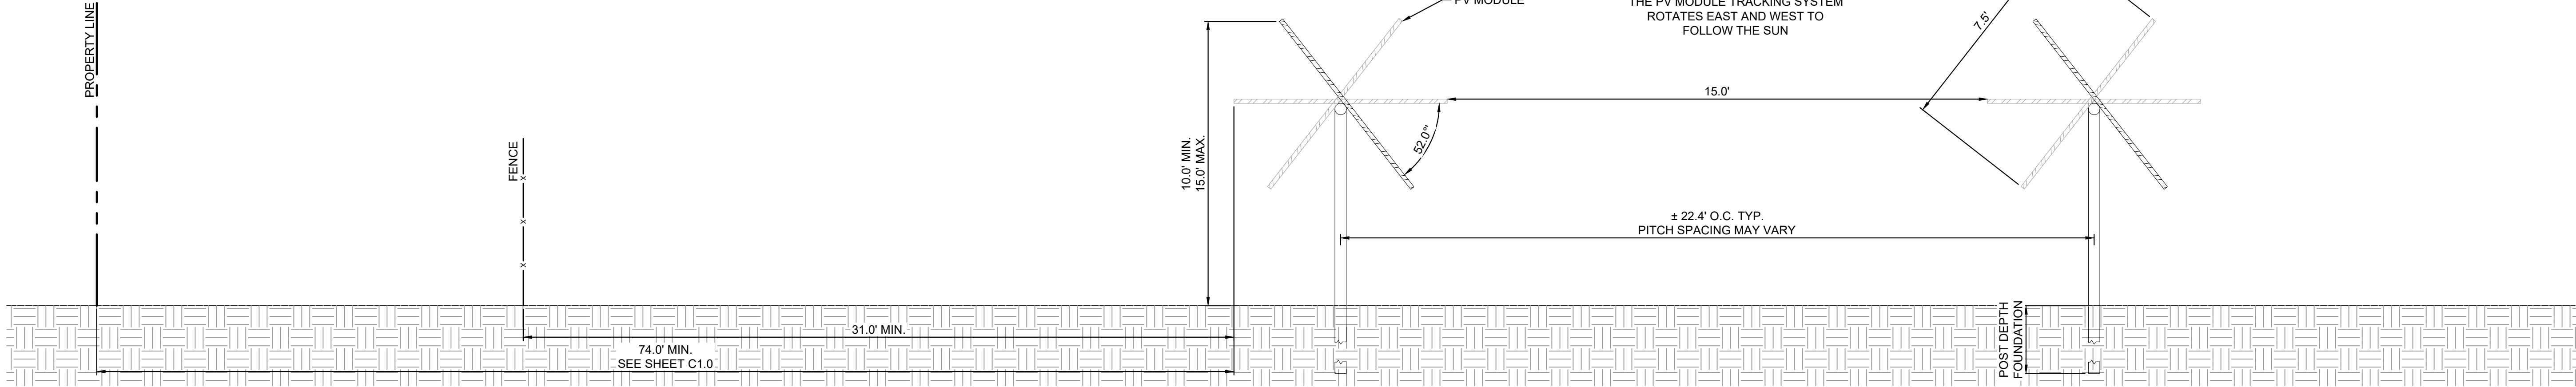 PROPERTY LINE
FENCE
X
X
X
31.0' MIN.
74.0' MIN.
SEE SHEET C1.0
10.0' MIN.
15.0' MAX.
PV MODULE
52.0°'
THE PV MODULE TRACKING SYSTEM
ROTATES EAST AND WEST TO
FOLLOW THE SUN
15.0'
± 22.4' O.C. TYP.
PITCH SPACING MAY VARY
7.5'
POST DEPTH
FOUNDATION